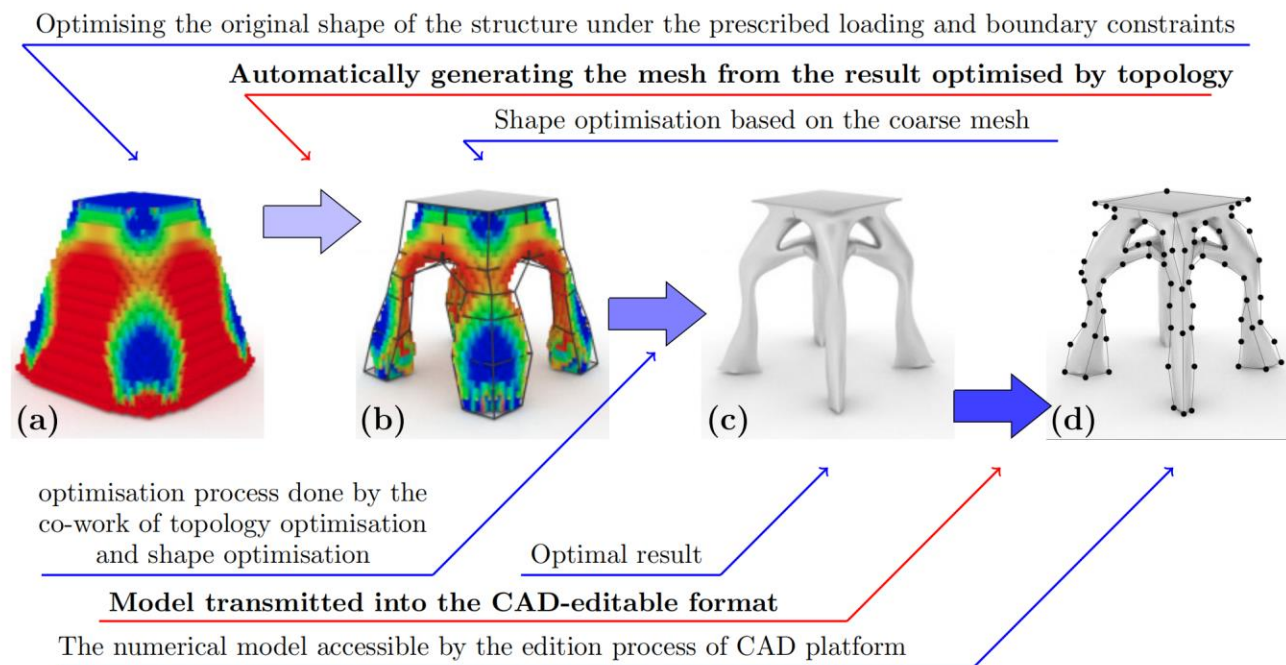 Optimising the original shape of the structure under the prescribed loading and boundary constraints
Automatically generating the mesh from the result optimised by topology
Shape optimisation based on the coarse mesh
(a)
(b)
(c)
(d)
optimisation process done by the
co-work of topology optimisation
and shape optimisation
Optimal result
Model transmitted into the CAD-editable format
The numerical model accessible by the edition process of CAD platform